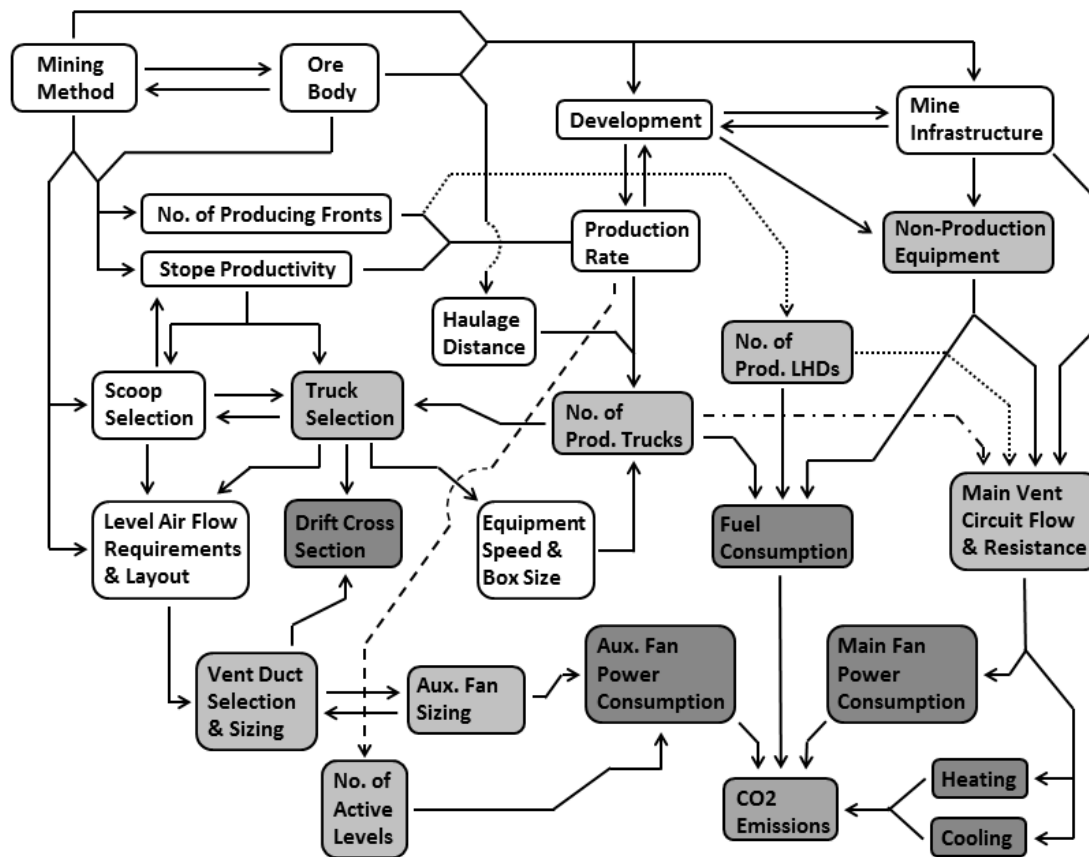 Mining
Method
Ore
Body
Development
Mine
Infrastructure
No. of Producing Fronts
Production
Rate
Non-Production
Equipment
Stope Productivity
Haulage
Distance
No. of
Prod. LHDs
Scoop
Selection
Truck
Selection
No. of
Prod. Trucks
Level Air Flow
Requirements
& Layout
Drift Cross
Section
Equipment
Speed &
Box Size
Fuel
Consumption
Main Vent
Circuit Flow
& Resistance
Vent Duct
Selection
& Sizing
Aux. Fan
Sizing
Aux. Fan
Power
Consumption
Main Fan
Power
Consumption
No. of
Active
Levels
CO2
Emissions
Heating
Cooling